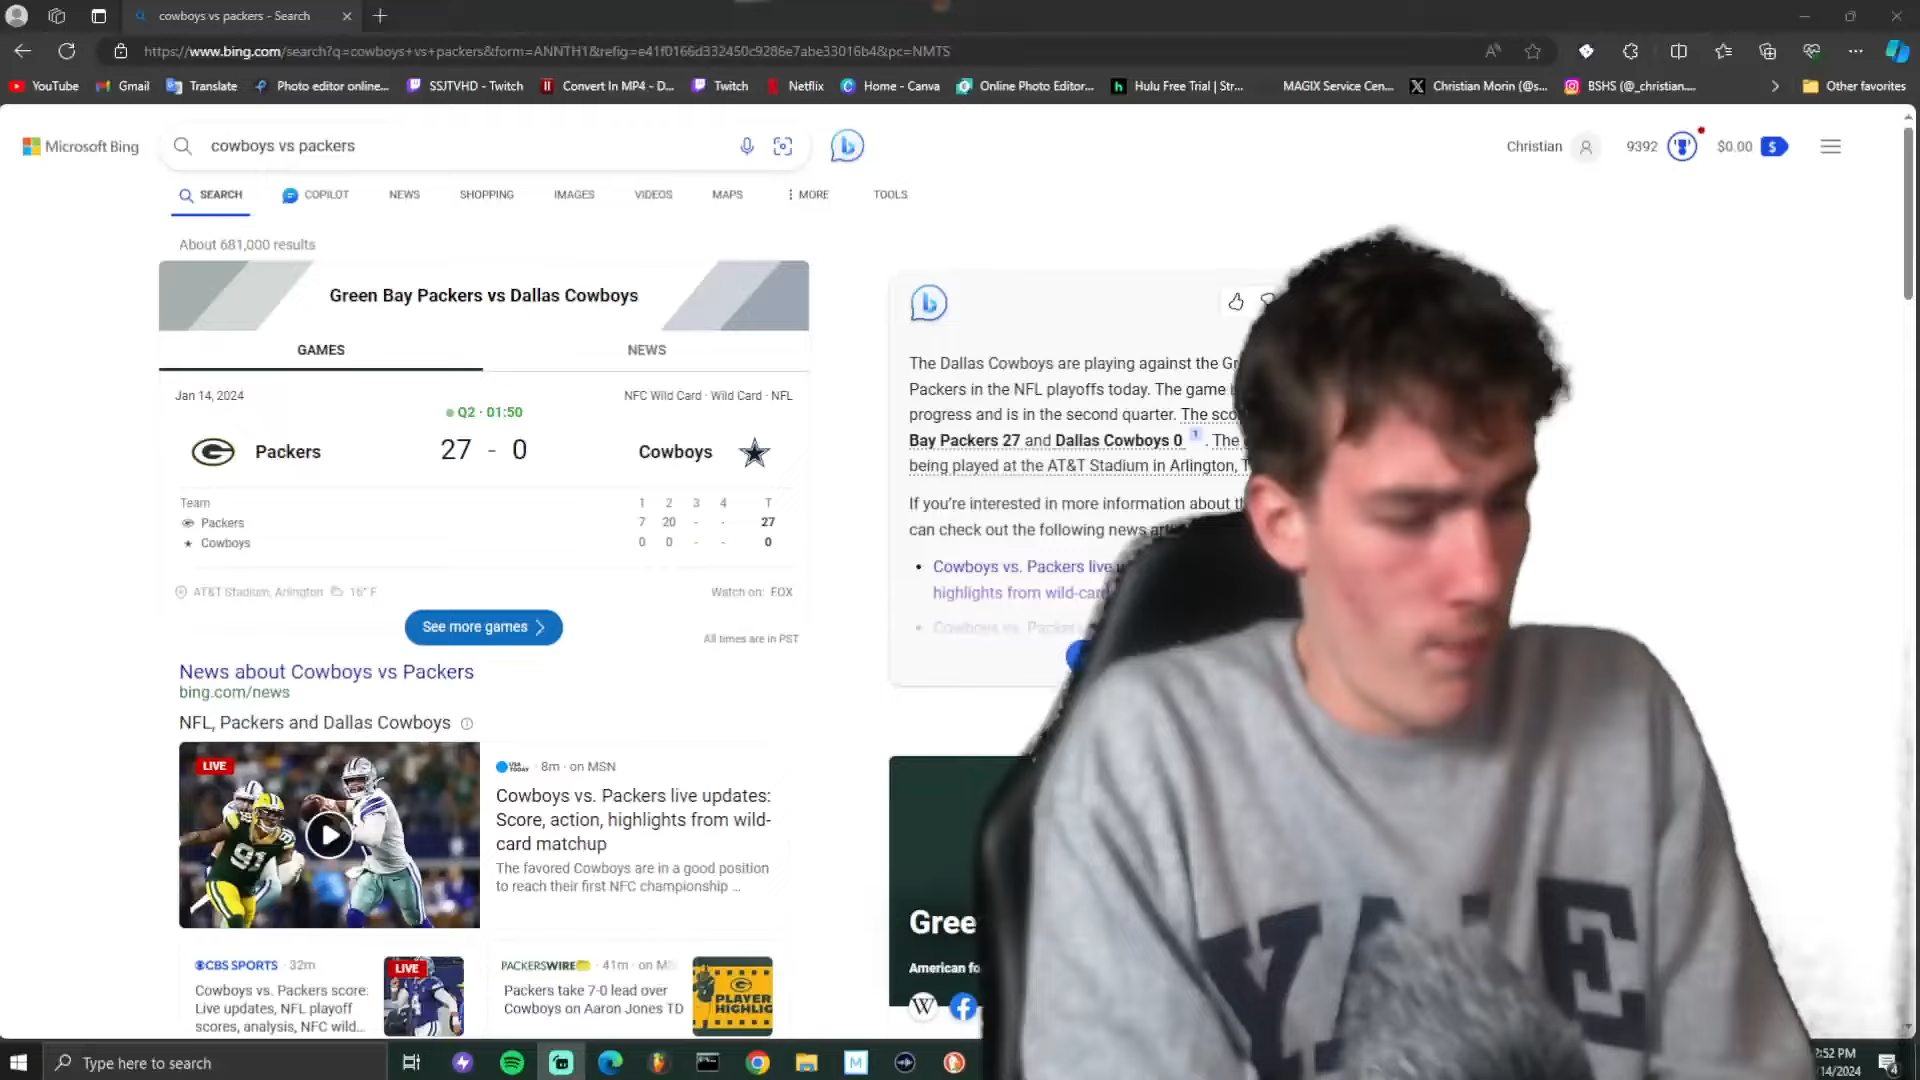 cowboys vs packers - Search
https://www.bing.com/search?q=cowboys+vs+packers&form=ANNTH1&refig=e41f0166d332450c9286e7abe33016b4&pc=NMTS
YouTube
Gmail
Translate
Photo editor online...
SSJTVHD - Twitch
Convert In MP4 - D...
Twitch
Netflix
Home - Canva
Online Photo Editor...
Hulu Free Trial | Str...
MAGIX Service Cen...
Christian Morin (@s...
BSHS (@_christian....
Other favorites
Microsoft Bing
cowboys vs packers
Christian
9392
$0.00
SEARCH
COPILOT
NEWS
SHOPPING
IMAGES
VIDEOS
MAPS
MORE
TOOLS
About 681,000 results
Green Bay Packers vs Dallas Cowboys
GAMES
NEWS
Jan 14, 2024
NFC Wild Card · Wild Card · NFL
Q2 · 01:50
Packers
27 - 0
Cowboys
Team 1 2 3 4 T
Packers 7 20 - - 27
Cowboys 0 0 - - 0
AT&T Stadium, Arlington 16° F
Watch on: FOX
See more games
All times are in PST
News about Cowboys vs Packers
bing.com/news
NFL, Packers and Dallas Cowboys
LIVE
USA TODAY · 8m · on MSN
Cowboys vs. Packers live updates:
Score, action, highlights from wild-
card matchup
The favored Cowboys are in a good position
to reach their first NFC championship ...
CBS SPORTS · 32m
Cowboys vs. Packers score:
Live updates, NFL playoff
scores, analysis, NFC wild...
LIVE
PACKERSWIRE · 41m · on
Packers take 7-0 lead over
Cowboys on Aaron Jones TD
PLAYER
The Dallas Cowboys are playing against the
Packers in the NFL playoffs today. The game
progress and is in the second quarter. The
Bay Packers 27 and Dallas Cowboys 0 1 . The
being played at the AT&T Stadium in Arlington,
If you're interested in more information about
can check out the following news
Cowboys vs. Packers live
highlights from
Cowboys vs.
Gree
American fo
YALE
Type here to search
2:52 PM
/14/2024
4